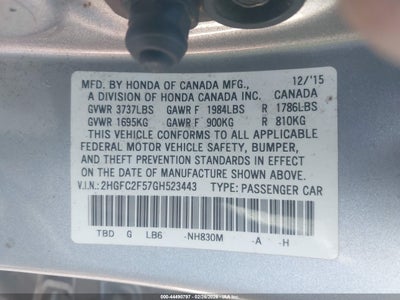 MFD. BY HONDA OF CANADA MFG., 12/'15
A DIVISION OF HONDA CANADA INC. CANADA
GVWR 3737LBS GAWR F 1984LBS R 1786LBS
GVWR 1695KG GAWR F 900KG R 810KG
THIS VEHICLE CONFORMS TO ALL APPLICABLE
FEDERAL MOTOR VEHICLE SAFETY, BUMPER,
AND THEFT PREVENTION STANDARDS IN EFFECT
ON THE DATE OF MANUFACTURE SHOWN ABOVE.
V.I.N.: 2HGFC2F57GH523443 TYPE: PASSENGER CAR
TBD G LB6 -NH830M -A -H